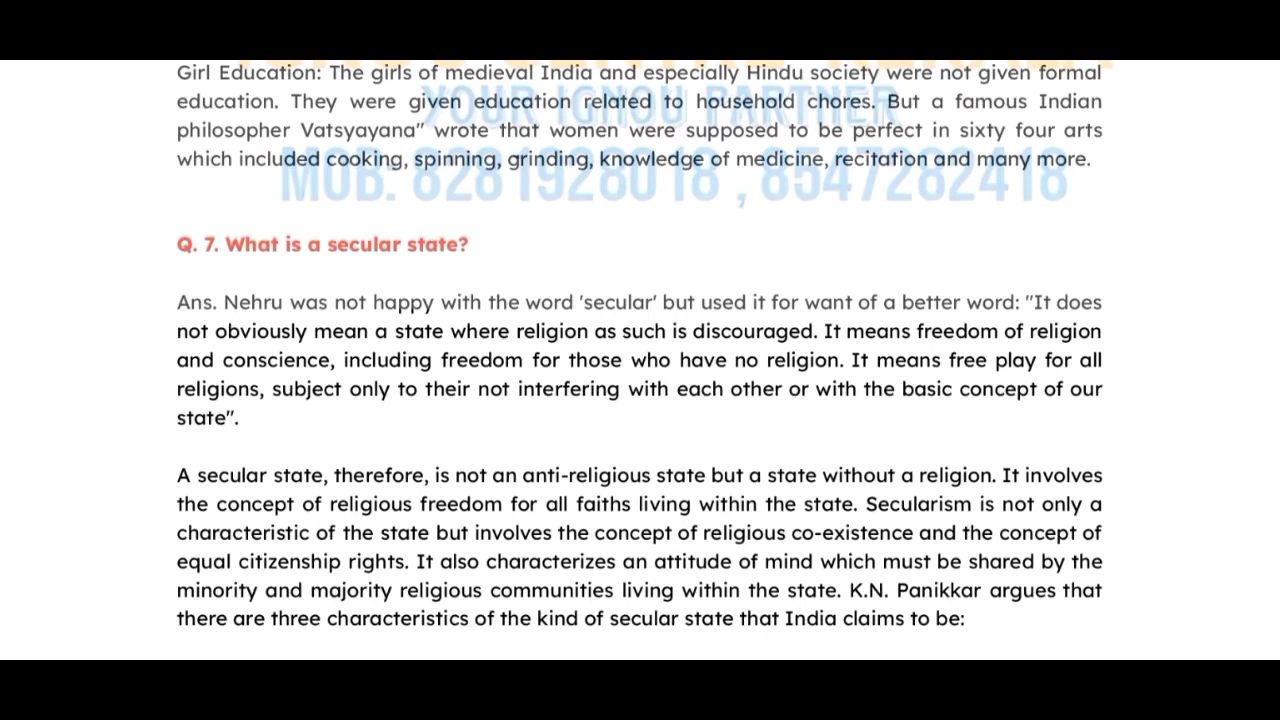 Girl Education: The girls of medieval India and especially Hindu society were not given formal
education. They were given education related to household chores. But a famous Indian
philosopher Vatsyayana" wrote that women were supposed to be perfect in sixty four arts
which included cooking, spinning, grinding, knowledge of medicine, recitation and many more.
YOUR IGNOU PARTNER
MOB: 8281928018 , 8547282418
Q. 7. What is a secular state?
Ans. Nehru was not happy with the word 'secular' but used it for want of a better word: "It does
not obviously mean a state where religion as such is discouraged. It means freedom of religion
and conscience, including freedom for those who have no religion. It means free play for all
religions, subject only to their not interfering with each other or with the basic concept of our
state".
A secular state, therefore, is not an anti-religious state but a state without a religion. It involves
the concept of religious freedom for all faiths living within the state. Secularism is not only a
characteristic of the state but involves the concept of religious co-existence and the concept of
equal citizenship rights. It also characterizes an attitude of mind which must be shared by the
minority and majority religious communities living within the state. K.N. Panikkar argues that
there are three characteristics of the kind of secular state that India claims to be: